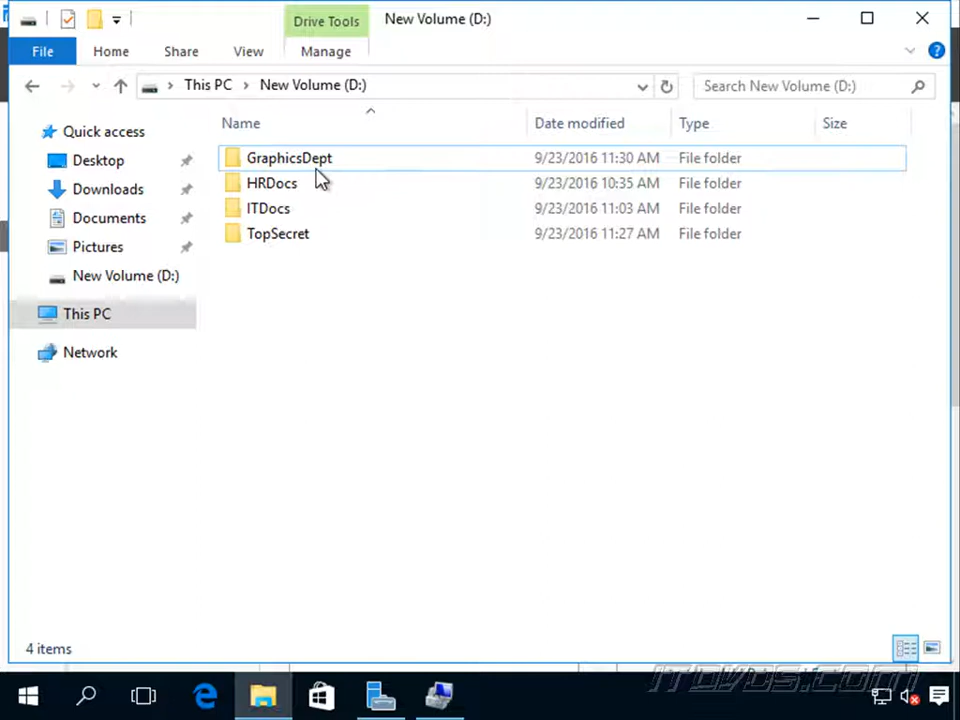 Drive Tools New Volume (D:)
File Home Share View Manage
This PC New Volume (D:) Search New Volume (D:)
Name Date modified Type Size
Quick access
Desktop
Downloads
Documents
Pictures
New Volume (D:)
This PC
Network
GraphicsDept 9/23/2016 11:30 AM File folder
HRDocs 9/23/2016 10:35 AM File folder
ITDocs 9/23/2016 11:03 AM File folder
TopSecret 9/23/2016 11:27 AM File folder
4 items
ITDVDS.COM